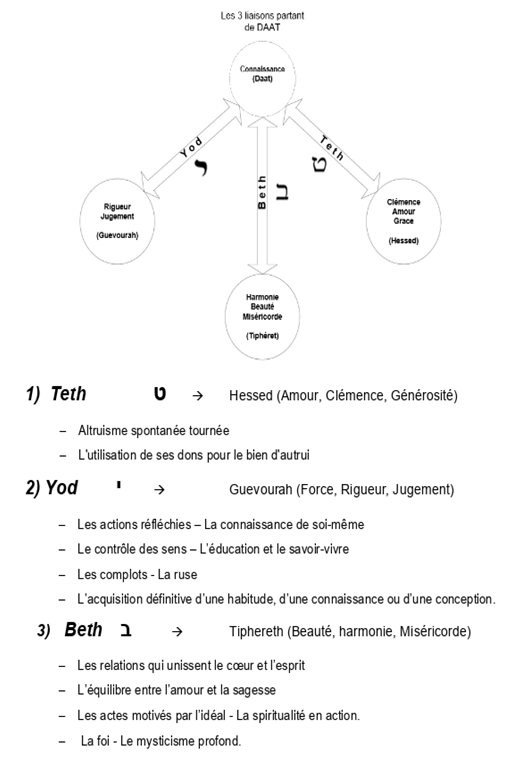 Les 3 liaisons partant
de DAAT
Connaissance
(Daat)
Yod
י
Beth
ב
Teth
ט
Rigueur
Jugement
(Guevourah)
Clémence
Amour
Grace
(Hessed)
Harmonie
Beauté
Miséricorde
(Tiphéret)
1) Teth ט → Hessed (Amour, Clémence, Générosité)
– Altruisme spontanée tournée
– L'utilisation de ses dons pour le bien d'autrui
2) Yod י → Guevourah (Force, Rigueur, Jugement)
– Les actions réfléchies – La connaissance de soi-même
– Le contrôle des sens – L'éducation et le savoir-vivre
– Les complots - La ruse
– L'acquisition définitive d'une habitude, d'une connaissance ou d'une conception.
3) Beth ב → Tiphereth (Beauté, harmonie, Miséricorde)
– Les relations qui unissent le cœur et l'esprit
– L'équilibre entre l'amour et la sagesse
– Les actes motivés par l'idéal - La spiritualité en action.
– La foi - Le mysticisme profond.